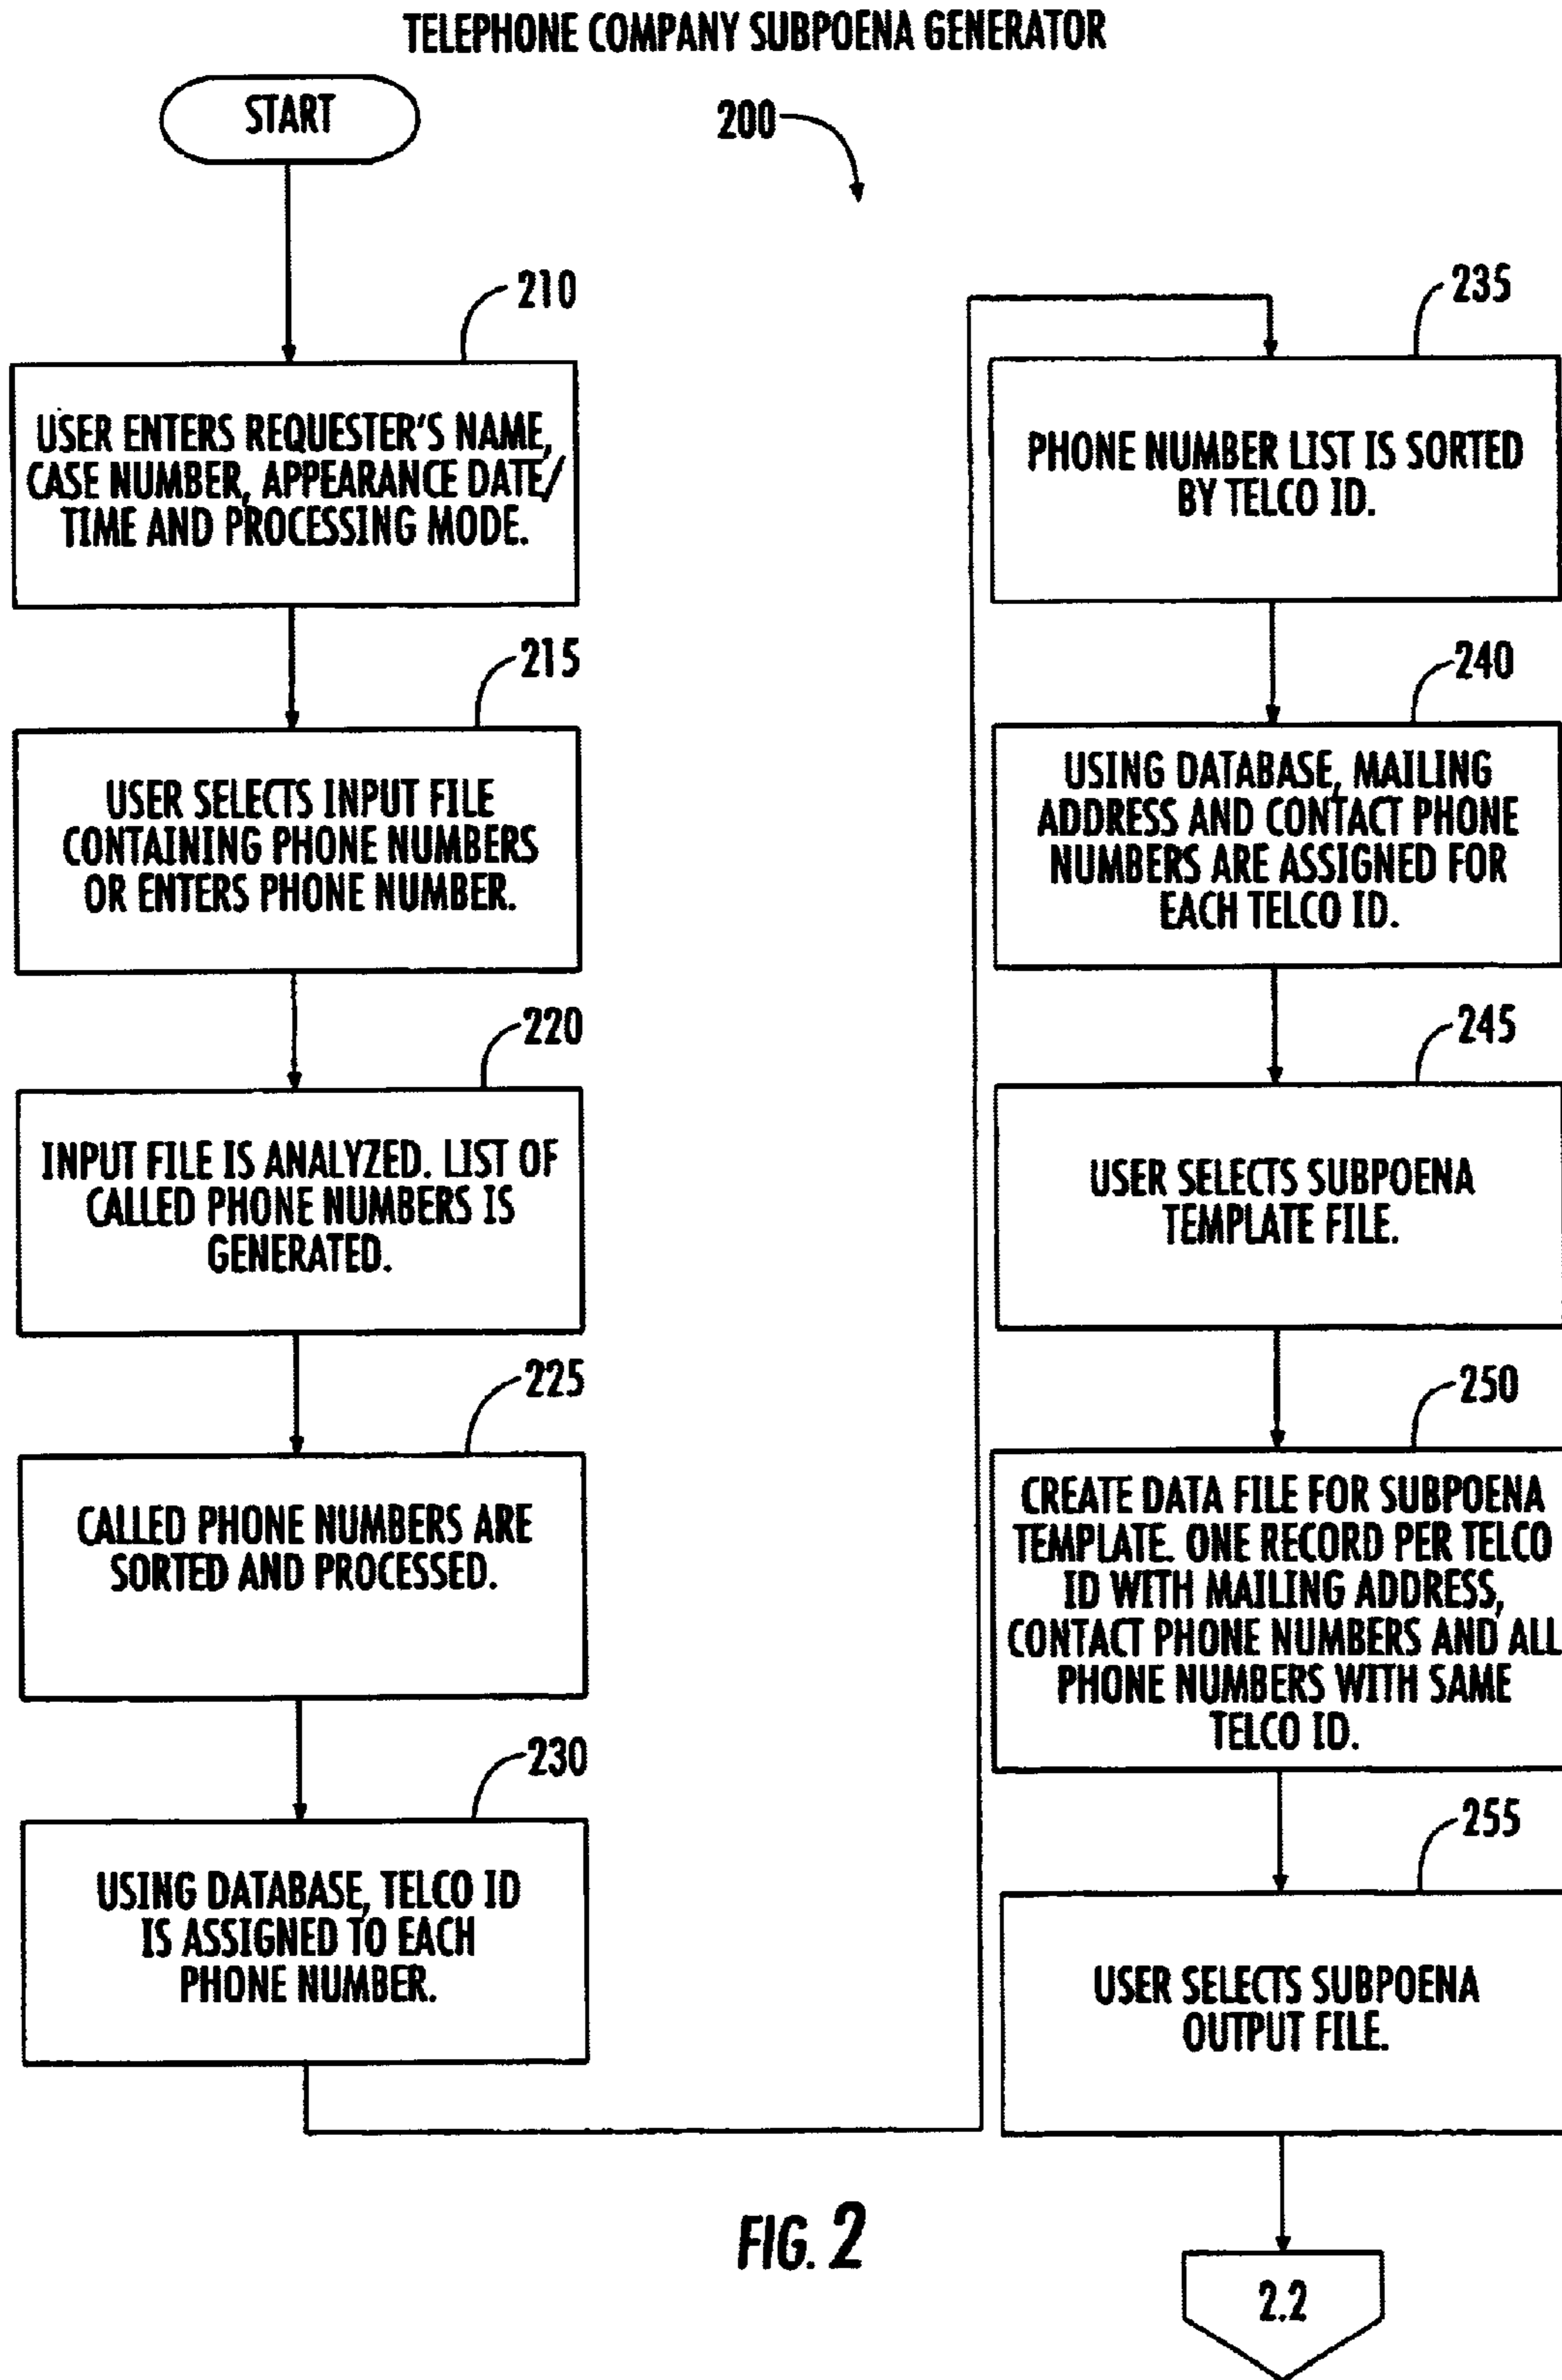 TELEPHONE COMPANY SUBPOENA GENERATOR
START
200
210
USER ENTERS REQUESTER'S NAME,
CASE NUMBER, APPEARANCE DATE/
TIME AND PROCESSING MODE.
215
USER SELECTS INPUT FILE
CONTAINING PHONE NUMBERS
OR ENTERS PHONE NUMBER.
220
INPUT FILE IS ANALYZED. LIST OF
CALLED PHONE NUMBERS IS
GENERATED.
225
CALLED PHONE NUMBERS ARE
SORTED AND PROCESSED.
230
USING DATABASE, TELCO ID
IS ASSIGNED TO EACH
PHONE NUMBER.
235
PHONE NUMBER LIST IS SORTED
BY TELCO ID.
240
USING DATABASE, MAILING
ADDRESS AND CONTACT PHONE
NUMBERS ARE ASSIGNED FOR
EACH TELCO ID.
245
USER SELECTS SUBPOENA
TEMPLATE FILE.
250
CREATE DATA FILE FOR SUBPOENA
TEMPLATE. ONE RECORD PER TELCO
ID WITH MAILING ADDRESS,
CONTACT PHONE NUMBERS AND ALL
PHONE NUMBERS WITH SAME
TELCO ID.
255
USER SELECTS SUBPOENA
OUTPUT FILE.
2.2
FIG. 2